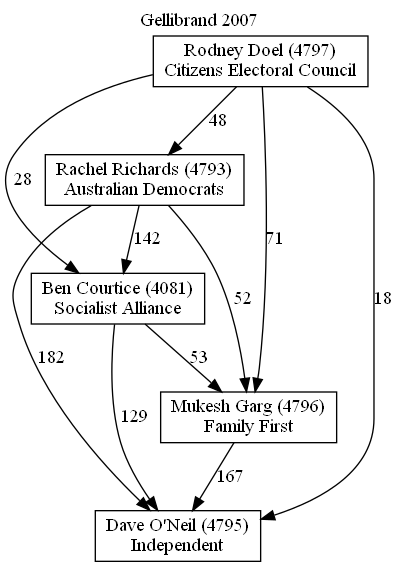 Gellibrand 2007
Rodney Doel (4797)
Citizens Electoral Council
48
Rachel Richards (4793)
Australian Democrats
28
142
71
Ben Courtice (4081)
Socialist Alliance
52
18
182
53
129
Mukesh Garg (4796)
Family First
167
Dave O'Neil (4795)
Independent